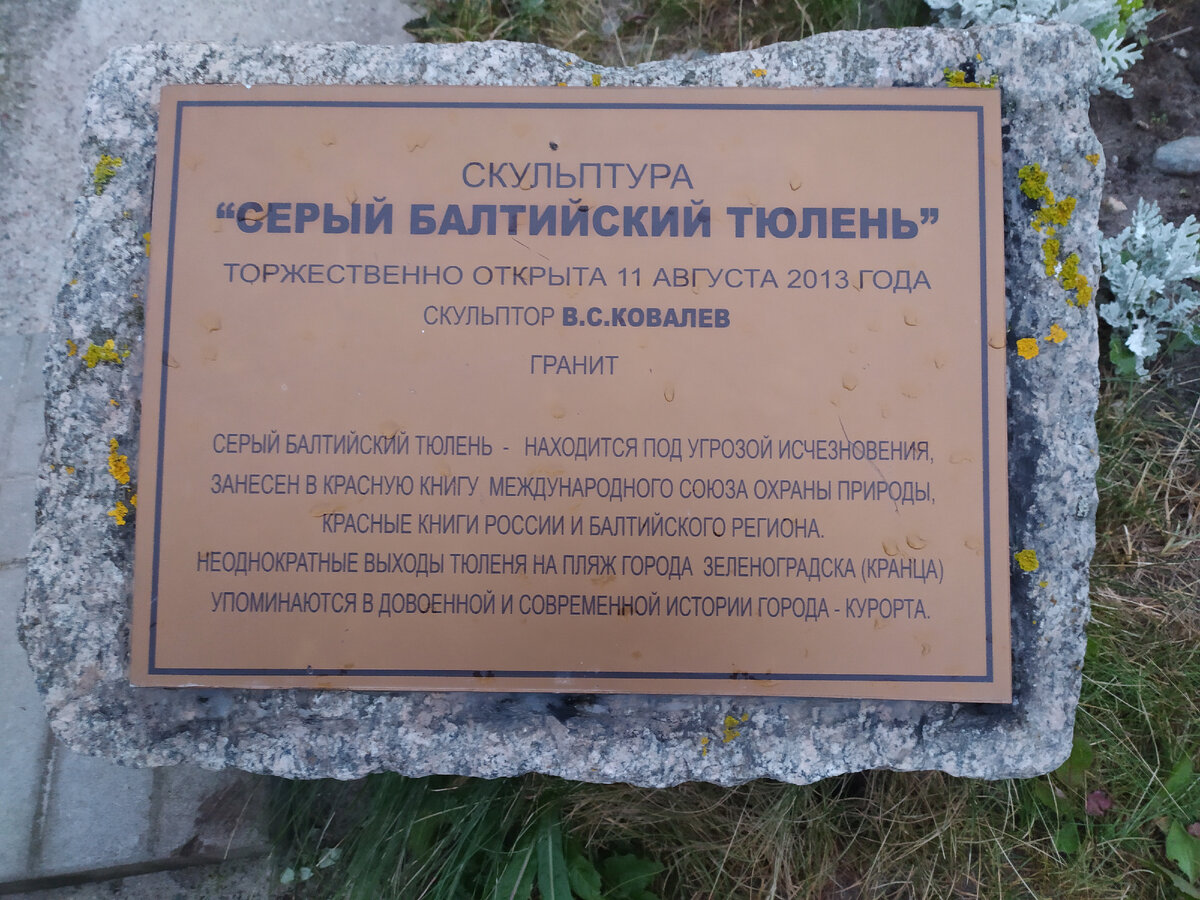 СКУЛЬПТУРА
“СЕРЫЙ БАЛТИЙСКИЙ ТЮЛЕНЬ”
ТОРЖЕСТВЕННО ОТКРЫТА 11 АВГУСТА 2013 ГОДА
СКУЛЬПТОР В.С.КОВАЛЕВ
ГРАНИТ
СЕРЫЙ БАЛТИЙСКИЙ ТЮЛЕНЬ - НАХОДИТСЯ ПОД УГРОЗОЙ ИСЧЕЗНОВЕНИЯ,
ЗАНЕСЕН В КРАСНУЮ КНИГУ МЕЖДУНАРОДНОГО СОЮЗА ОХРАНЫ ПРИРОДЫ,
КРАСНЫЕ КНИГИ РОССИИ И БАЛТИЙСКОГО РЕГИОНА.
НЕОДНОКРАТНЫЕ ВЫХОДЫ ТЮЛЕНЯ НА ПЛЯЖ ГОРОДА ЗЕЛЕНОГРАДСКА (КРАНЦА)
УПОМИНАЮТСЯ В ДОВОЕННОЙ И СОВРЕМЕННОЙ ИСТОРИИ ГОРОДА - КУРОРТА.